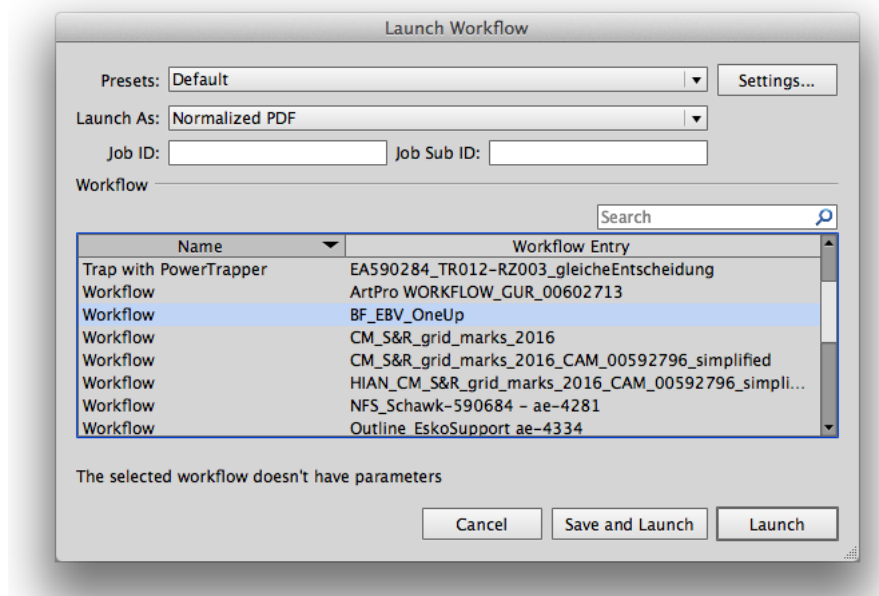 Launch Workflow
Presets: Default Settings...
Launch As: Normalized PDF
Job ID: Job Sub ID:
Workflow
Search
Name Workflow Entry
Trap with PowerTrapper EA590284_TR012-RZ003_gleicheEntscheidung
Workflow ArtPro WORKFLOW_GUR_00602713
Workflow BF_EBV_OneUp
Workflow CM_S&R_grid_marks_2016
Workflow CM_S&R_grid_marks_2016_CAM_00592796_simplified
Workflow HIAN_CM_S&R_grid_marks_2016_CAM_00592796_simpli...
Workflow NFS_Schawk-590684 - ae-4281
Workflow Outline_EskoSupport ae-4334
The selected workflow doesn't have parameters
Cancel Save and Launch Launch